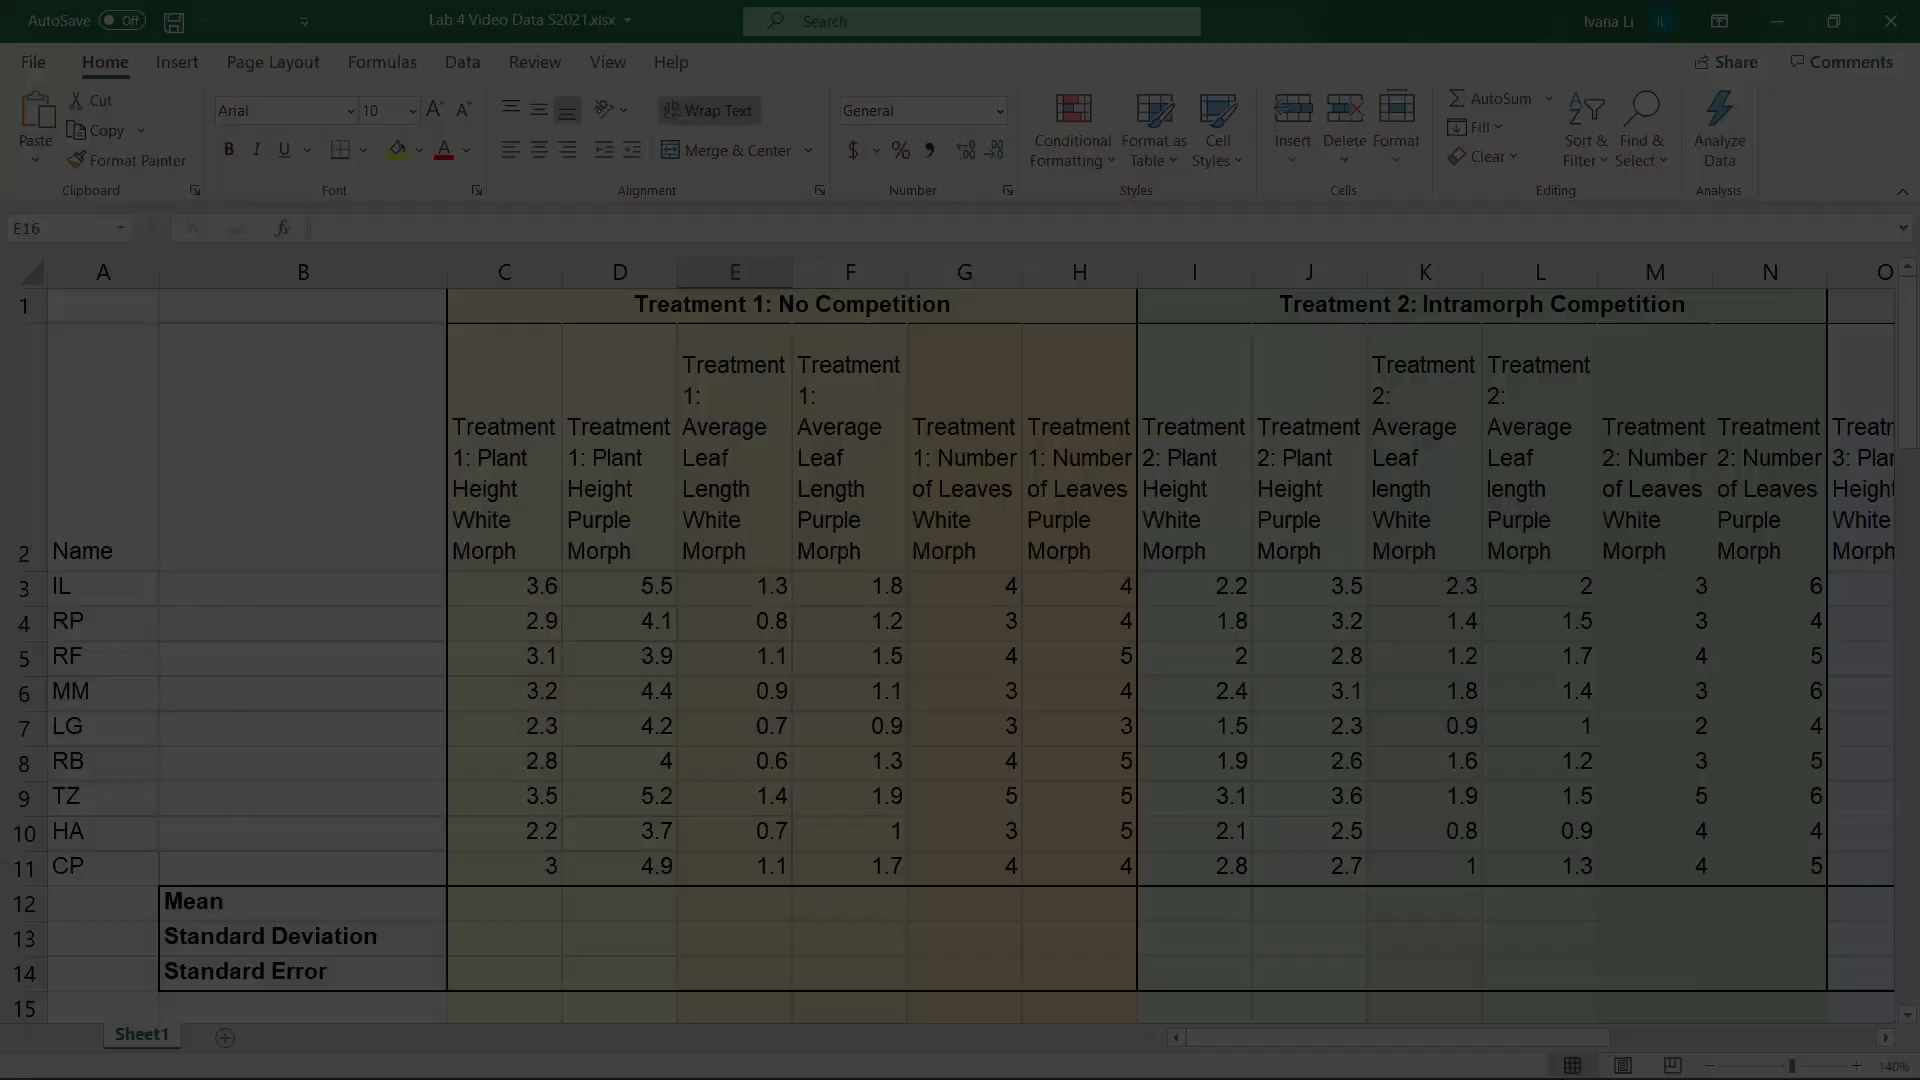 AutoSave Off Lab 4 Video Data S2021.xlsx Search Ivana Li IL
File Home Insert Page Layout Formulas Data Review View Help Share Comments
Paste Cut Copy Format Painter
Clipboard
Arial 10
B I U A
Font
Wrap Text
Merge & Center
Alignment
General
$ % 9
Number
Conditional Formatting Format as Table Cell Styles
Styles
Insert Delete Format
Cells
AutoSum Fill Clear Sort & Filter Find & Select
Editing
Analyze Data
Analysis
E16 fx
A B C D E F G H I J K L M N O
1 Treatment 1: No Competition Treatment 2: Intramorph Competition
2 Name Treatment 1: Plant Height White Morph Treatment 1: Plant Height Purple Morph Treatment 1: Average Leaf Length White Morph Treatment 1: Average Leaf Length Purple Morph Treatment 1: Number of Leaves White Morph Treatment 1: Number of Leaves Purple Morph Treatment 2: Plant Height White Morph Treatment 2: Plant Height Purple Morph Treatment 2: Average Leaf length White Morph Treatment 2: Average Leaf length Purple Morph Treatment 2: Number of Leaves White Morph Treatment 2: Number of Leaves Purple Morph 3: Height White Morph
3 IL 3.6 5.5 1.3 1.8 4 4 2.2 3.5 2.3 2 3 6
4 RP 2.9 4.1 0.8 1.2 3 4 1.8 3.2 1.4 1.5 3 4
5 RF 3.1 3.9 1.1 1.5 4 5 2 2.8 1.2 1.7 4 5
6 MM 3.2 4.4 0.9 1.1 3 4 2.4 3.1 1.8 1.4 3 6
7 LG 2.3 4.2 0.7 0.9 3 3 1.5 2.3 0.9 1 2 4
8 RB 2.8 4 0.6 1.3 4 5 1.9 2.6 1.6 1.2 3 5
9 TZ 3.5 5.2 1.4 1.9 5 5 3.1 3.6 1.9 1.5 5 6
10 HA 2.2 3.7 0.7 1 3 5 2.1 2.5 0.8 0.9 4 4
11 CP 3 4.9 1.1 1.7 4 4 2.8 2.7 1 1.3 4 5
12 Mean
13 Standard Deviation
14 Standard Error
15
Sheet1
140%